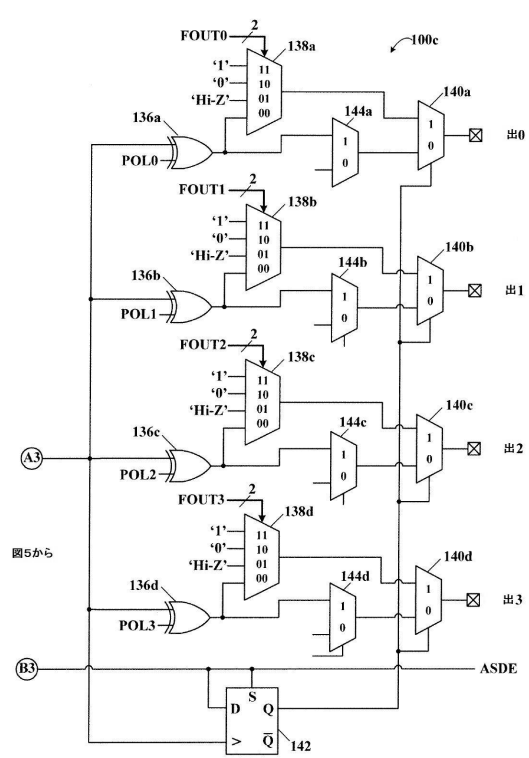 FOUT0
2
138a
100c
'1'
'0'
'Hi-Z'
11
10
01
00
136a
144a
140a
POL0
1
0
1
0
出0
FOUT1
2
138b
'1'
'0'
'Hi-Z'
11
10
01
00
136b
144b
140b
POL1
1
0
1
0
出1
FOUT2
2
138c
'1'
'0'
'Hi-Z'
11
10
01
00
136c
144c
140c
A3
POL2
1
0
1
0
出2
FOUT3
2
138d
図5から
'1'
'0'
'Hi-Z'
11
10
01
00
136d
144d
140d
POL3
1
0
1
0
出3
B3
ASDE
S
D
Q
>
Q̅
142